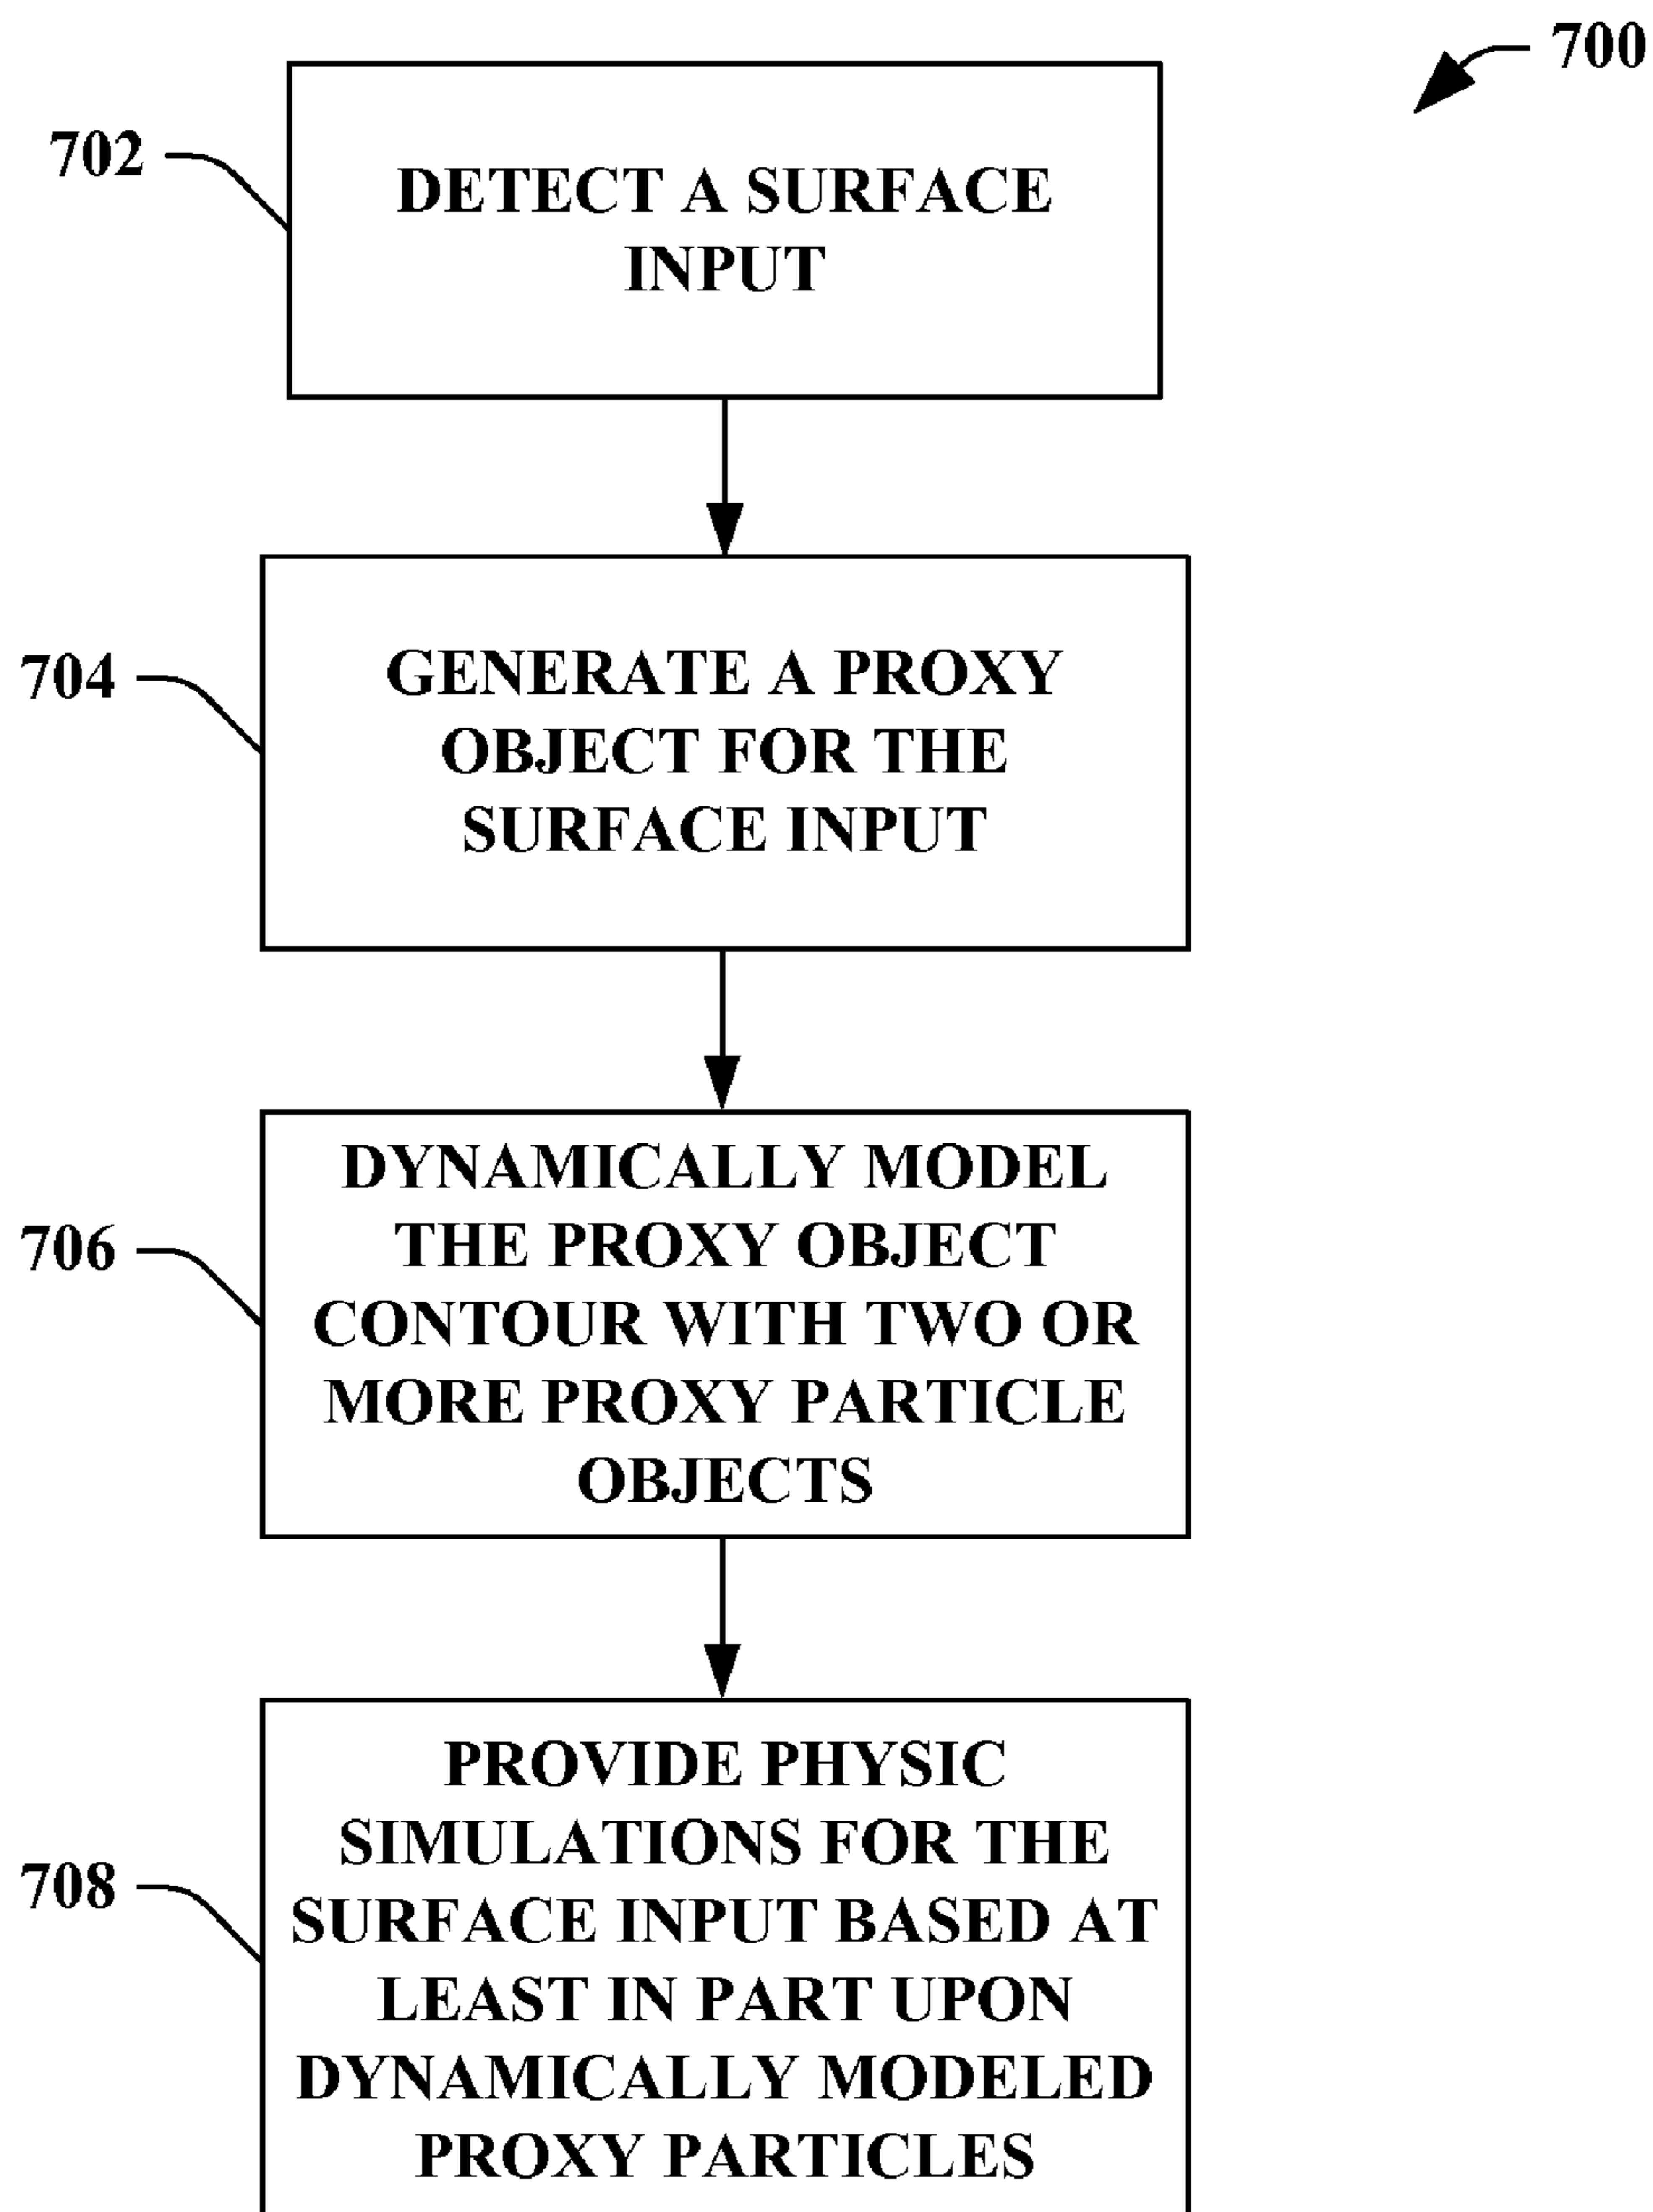 700
702
DETECT A SURFACE
INPUT
704
GENERATE A PROXY
OBJECT FOR THE
SURFACE INPUT
706
DYNAMICALLY MODEL
THE PROXY OBJECT
CONTOUR WITH TWO OR
MORE PROXY PARTICLE
OBJECTS
708
PROVIDE PHYSIC
SIMULATIONS FOR THE
SURFACE INPUT BASED AT
LEAST IN PART UPON
DYNAMICALLY MODELED
PROXY PARTICLES